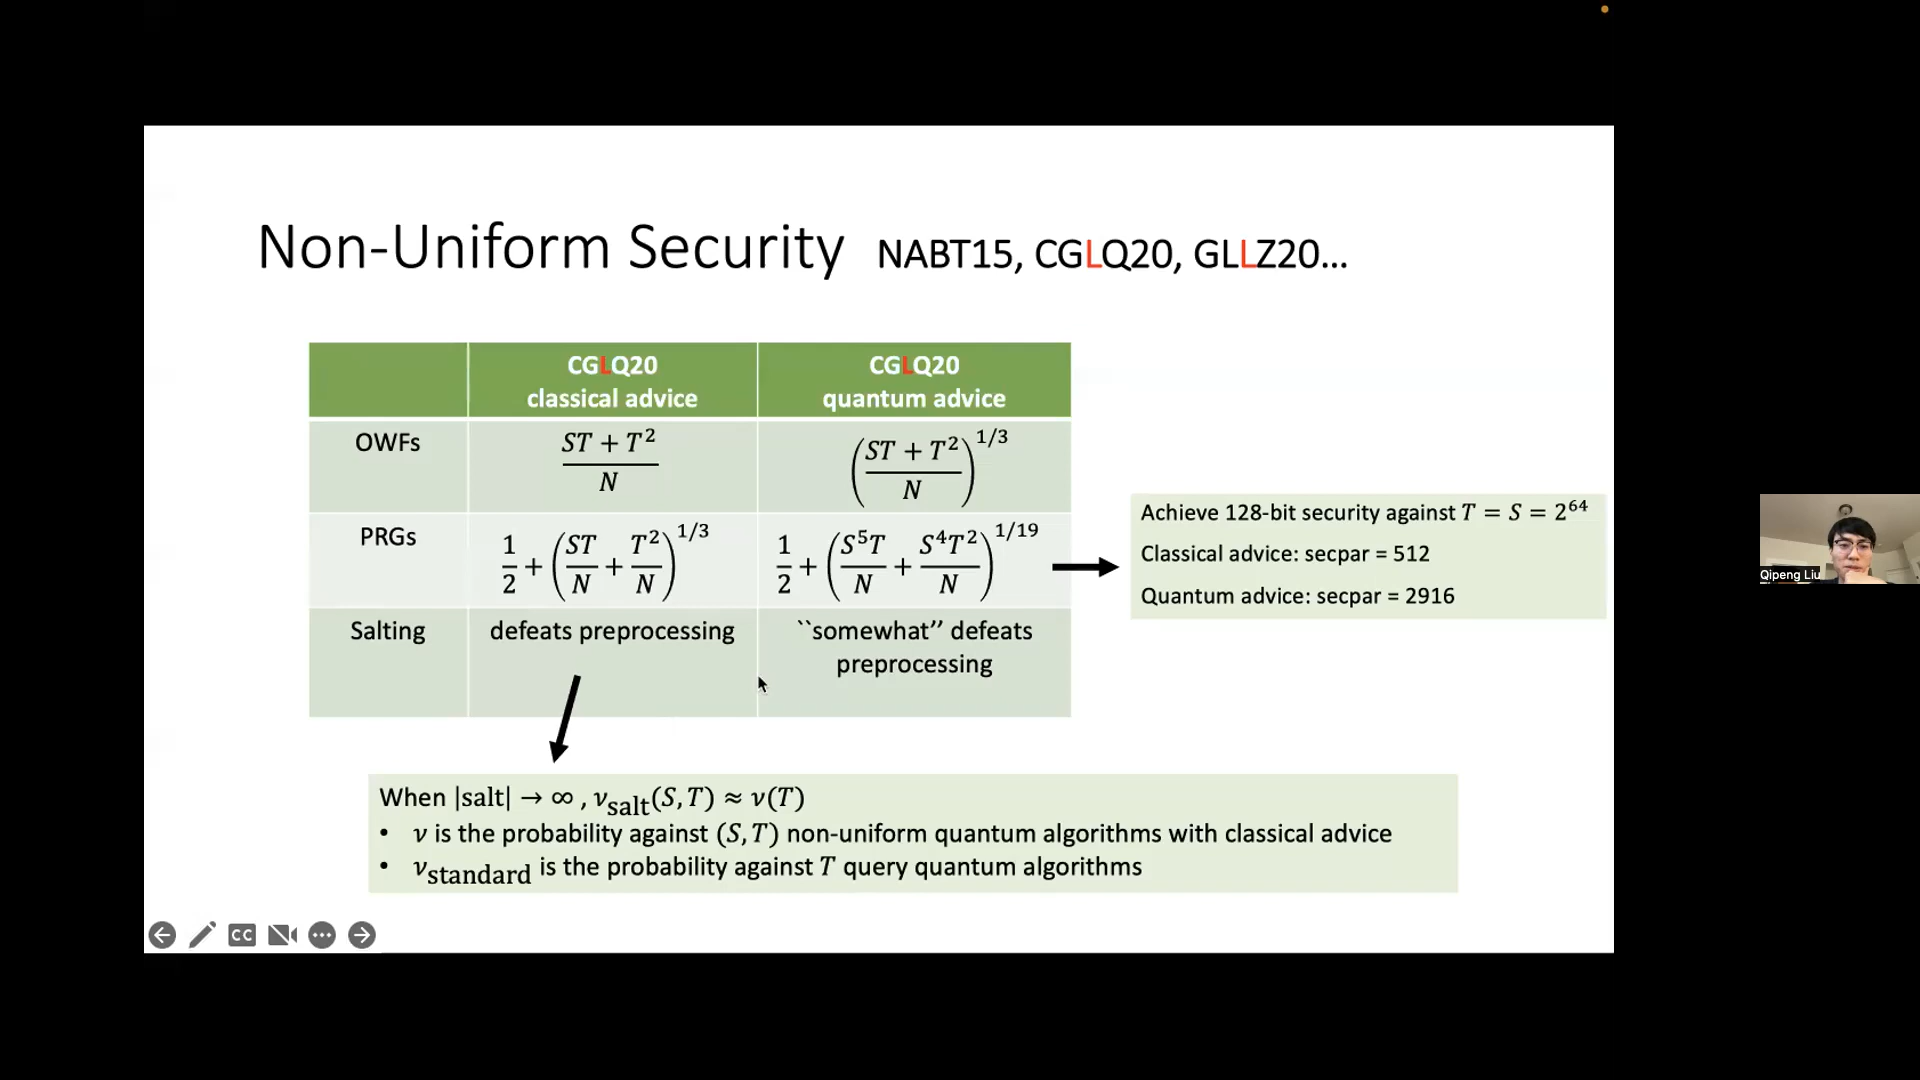 Non-Uniform Security NABT15, CGLQ20, GLLZ20...
CGLQ20 classical advice
CGLQ20 quantum advice
OWFs
(ST + T²)/N
((ST + T²)/N)^{1/3}
PRGs
1/2 + (ST/N + T²/N)^{1/3}
1/2 + (S⁵T/N + S⁴T²/N)^{1/19}
Salting
defeats preprocessing
``somewhat'' defeats
preprocessing
Achieve 128-bit security against T = S = 2^{64}
Classical advice: secpar = 512
Quantum advice: secpar = 2916
When |salt| → ∞ , ν_salt(S, T) ≈ ν(T)
• ν is the probability against (S, T) non-uniform quantum algorithms with classical advice
• ν_standard is the probability against T query quantum algorithms
CC
Qipeng Liu